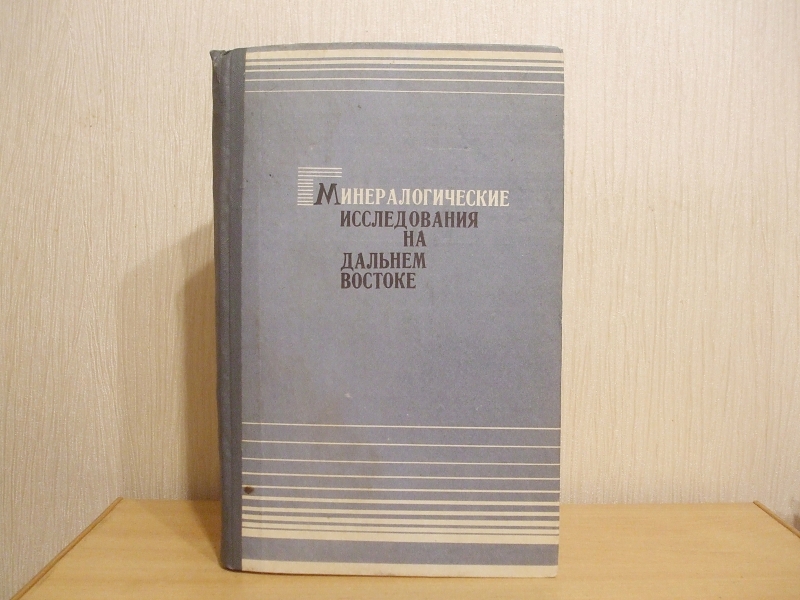 Минералогические
исследования
на
дальнем
востоке